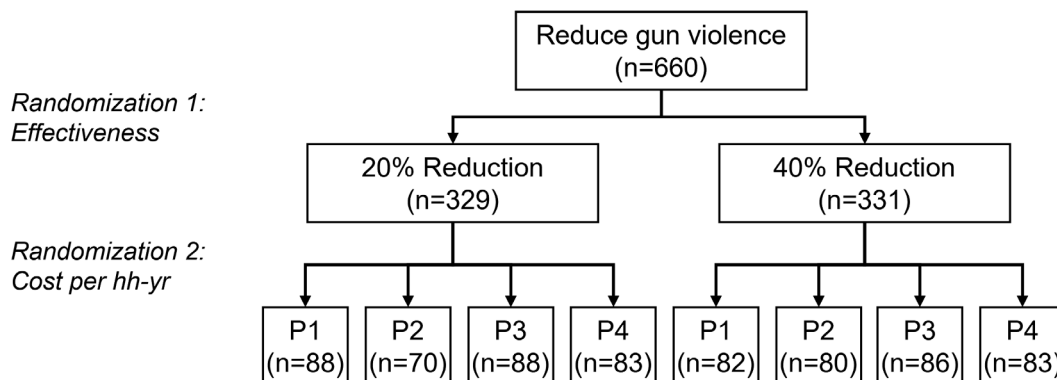 Reduce gun violence
(n=660)
Randomization 1:
Effectiveness
20% Reduction
(n=329)
40% Reduction
(n=331)
Randomization 2:
Cost per hh-yr
P1
(n=88)
P2
(n=70)
P3
(n=88)
P4
(n=83)
P1
(n=82)
P2
(n=80)
P3
(n=86)
P4
(n=83)